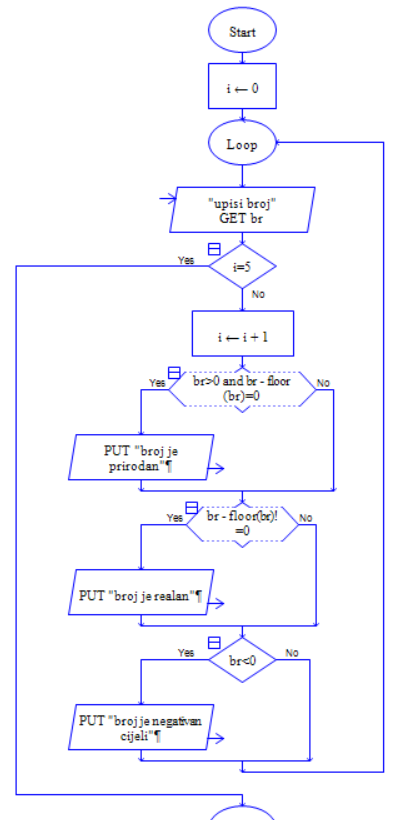 Start
i ← 0
Loop
"upisi broj"
GET br
Yes
i=5
No
i ← i + 1
Yes
br>0 and br - floor
(br)=0
No
PUT "broj je
prirodan"¶
Yes
br - floor(br)!
=0
No
PUT "broj je realan"¶
Yes
br<0
No
PUT "broj je negativan
cijeli"¶